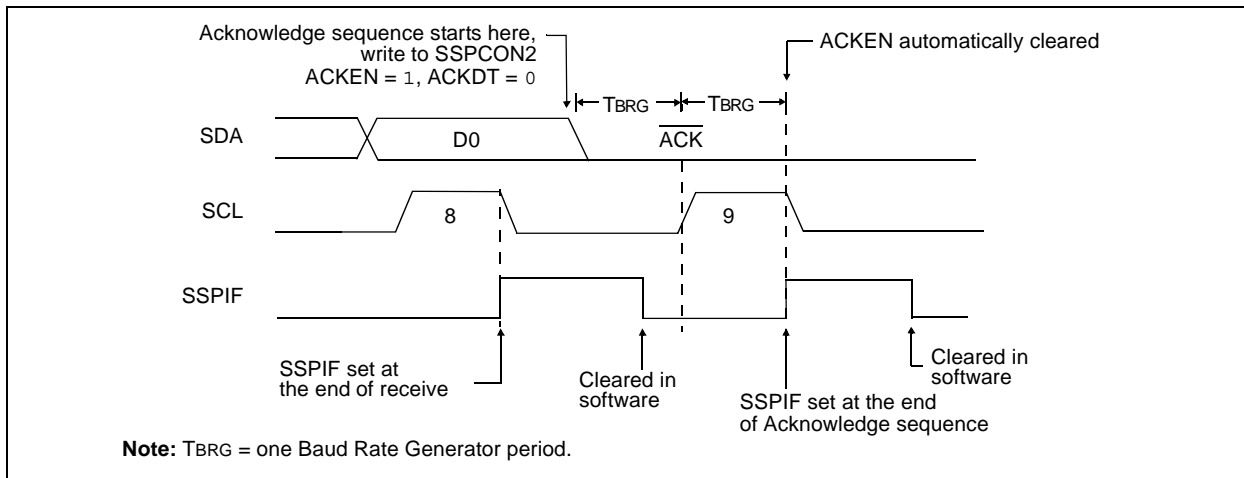 Acknowledge sequence starts here,
write to SSPCON2
ACKEN = 1, ACKDT = 0
ACKEN automatically cleared
TBRG
TBRG
SDA
D0
ACK
SCL
8
9
SSPIF
SSPIF set at
the end of receive
Cleared in
software
SSPIF set at the end
of Acknowledge sequence
Cleared in
software
Note: TBRG = one Baud Rate Generator period.